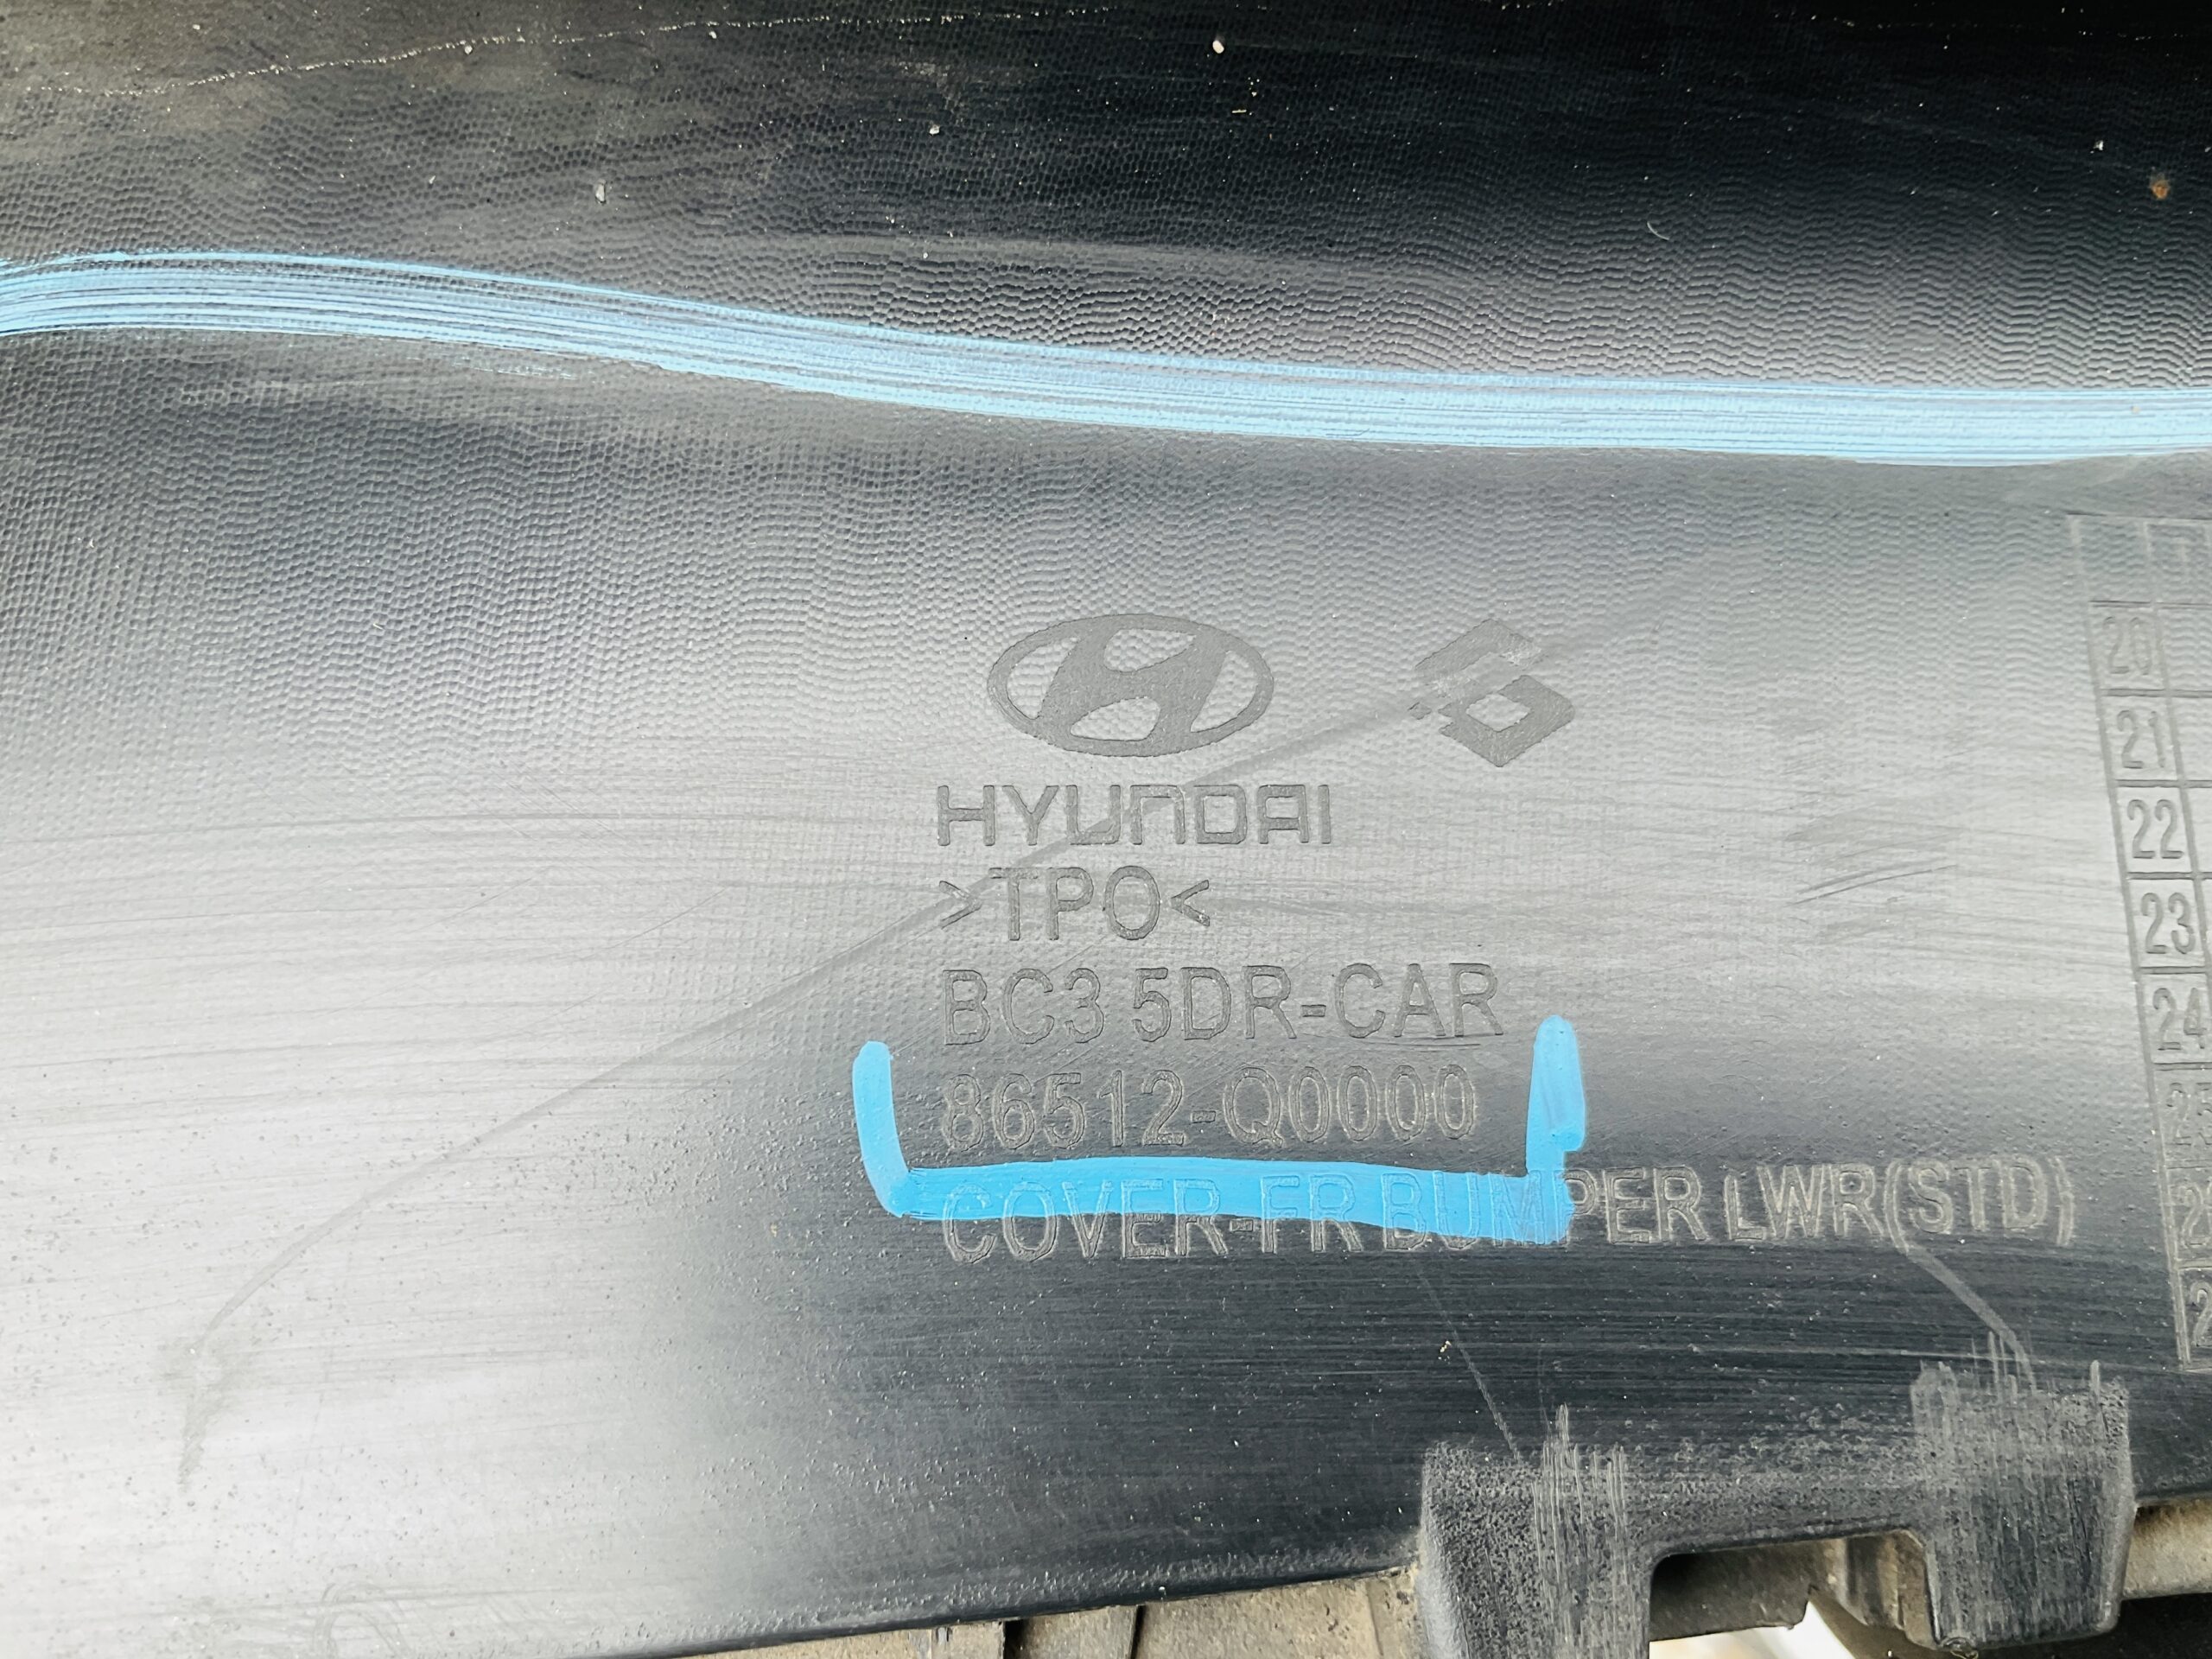 HYUNDAI
>TPO<
BC3 5DR-CAR
86512-Q0000
COVER-FR BUMPER LWR(STD)
20
21
22
23
24